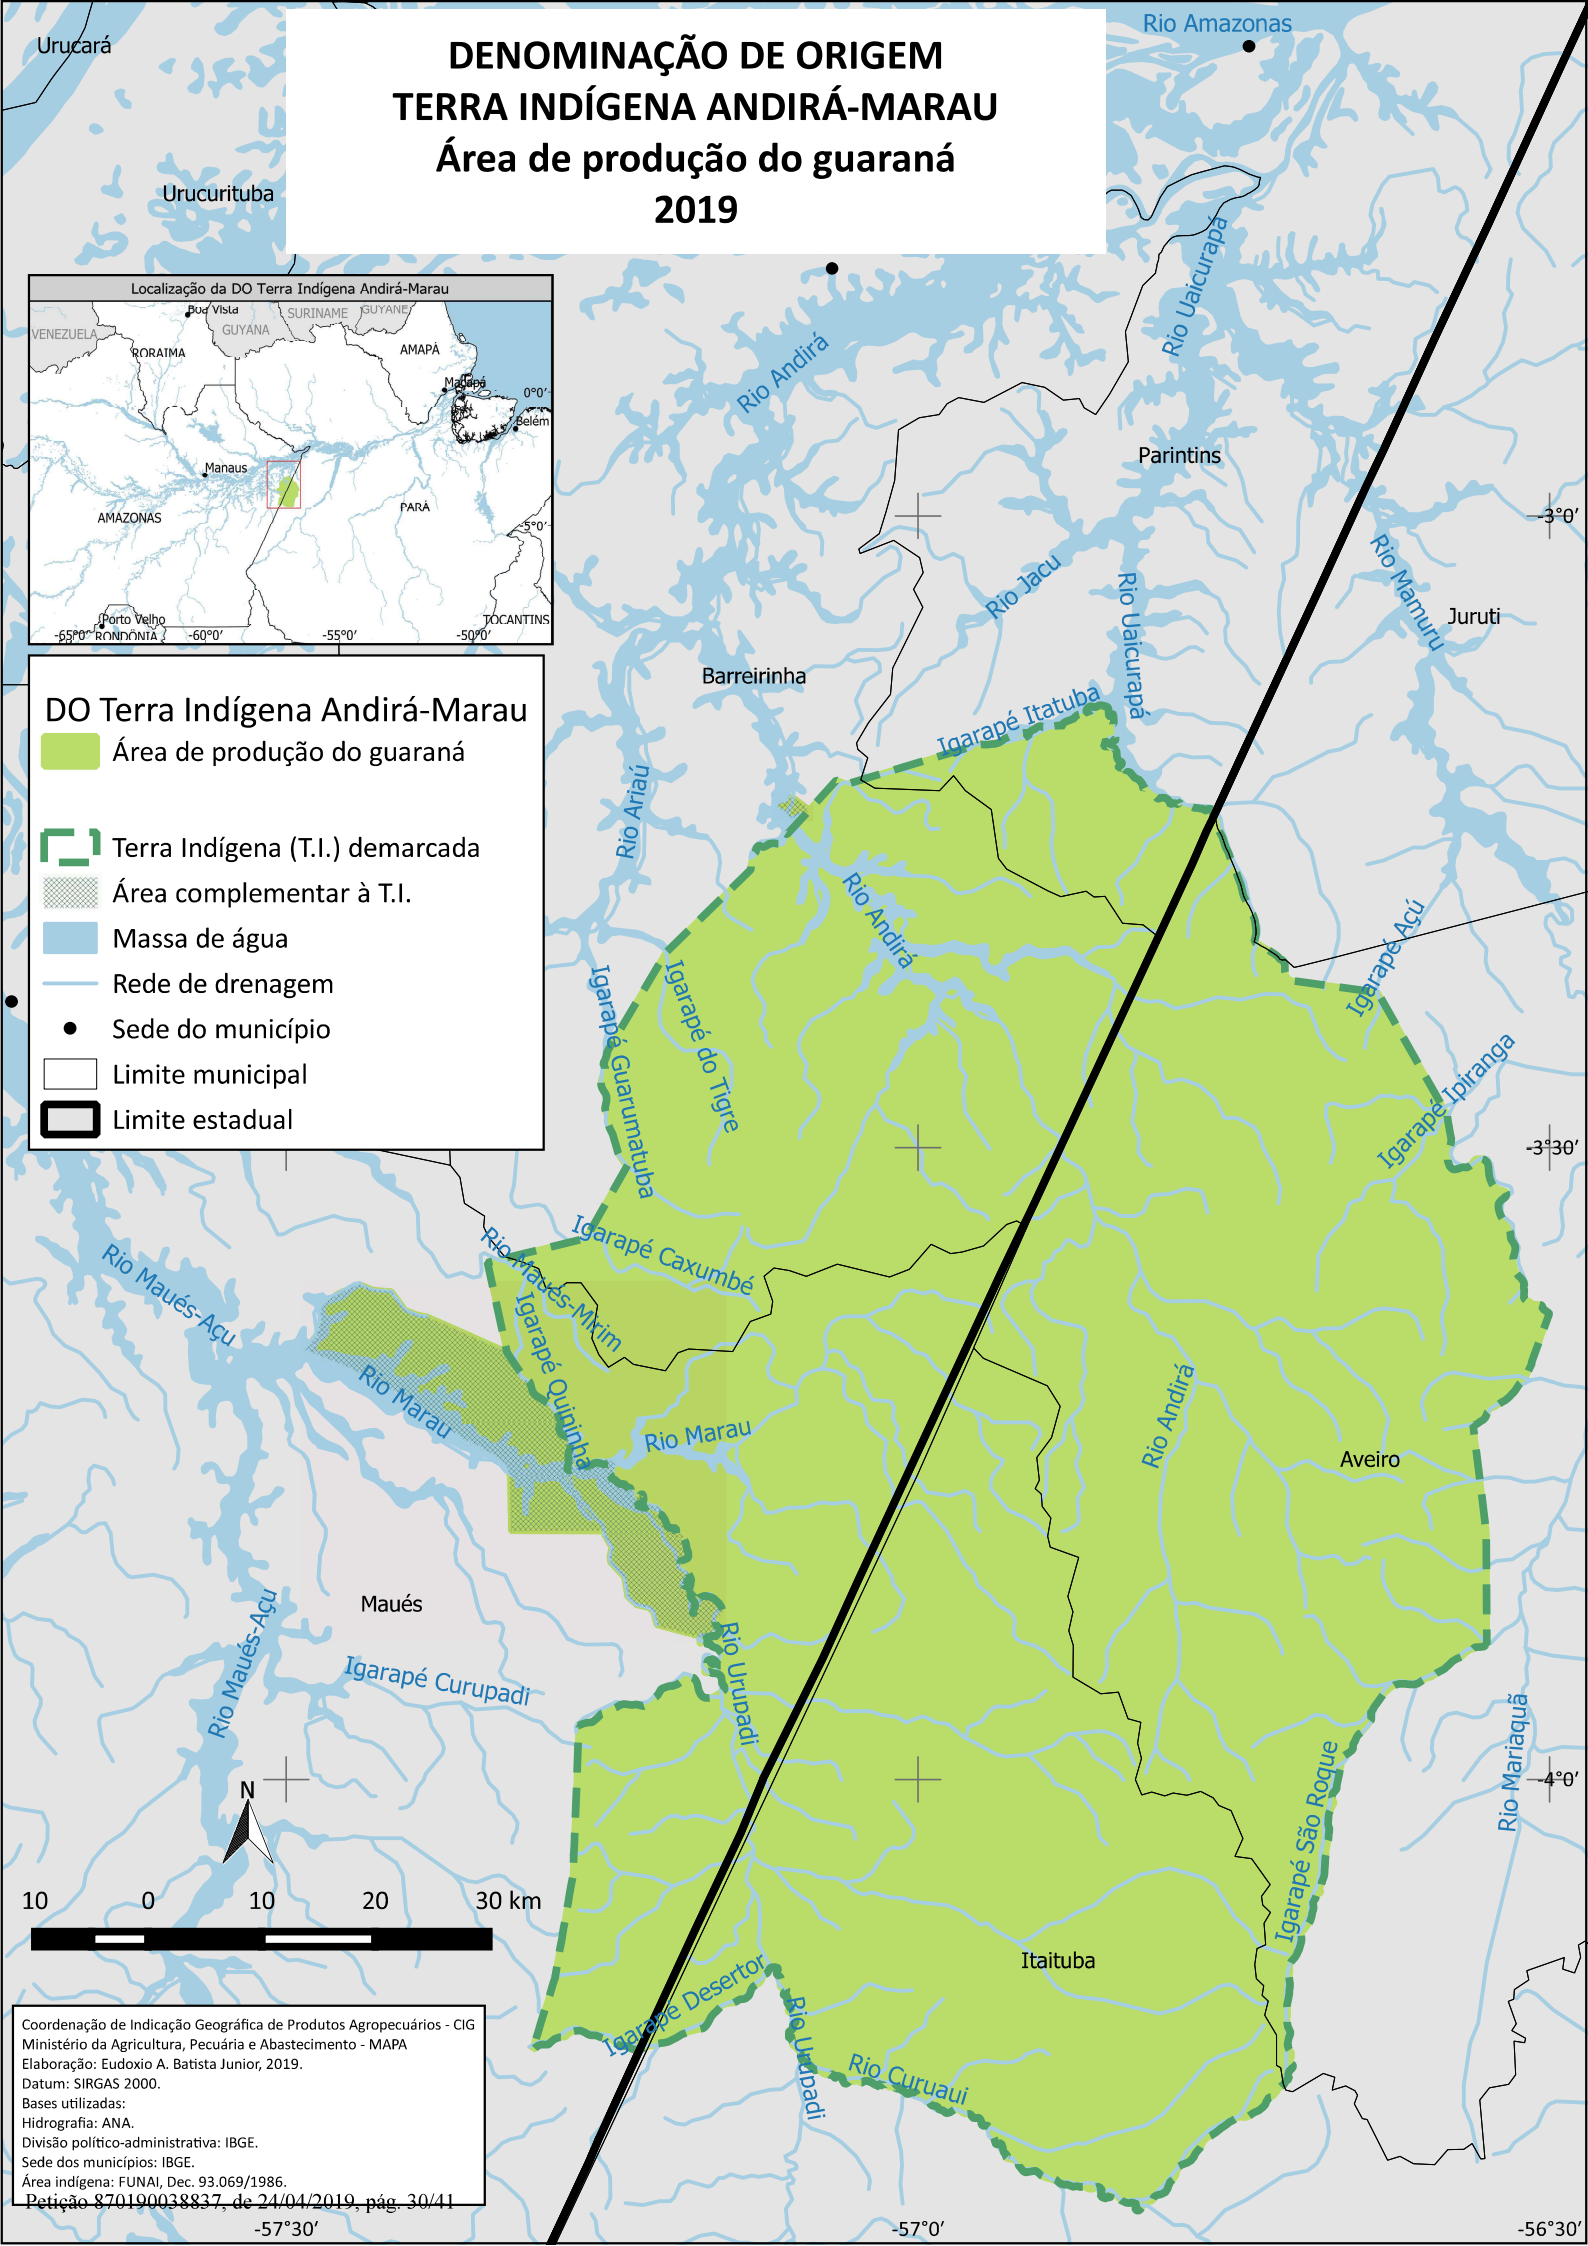 DENOMINAÇÃO DE ORIGEM
TERRA INDÍGENA ANDIRÁ-MARAU
Área de produção do guaraná
2019
Urucará
Rio Amazonas
Urucurituba
Localização da DO Terra Indígena Andirá-Marau
VENEZUELA
Boa Vista
GUYANA
SURINAME
GUYANE
RORAIMA
AMAPÁ
Macapá
0°0’
Belém
Manaus
AMAZONAS
PARÁ
-5°0’
Porto Velho
RONDÔNIA
TOCANTINS
-65°0’
-60°0’
-55°0’
-50°0’
DO Terra Indígena Andirá-Marau
Área de produção do guaraná
Terra Indígena (T.I.) demarcada
Área complementar à T.I.
Massa de água
Rede de drenagem
Sede do município
Limite municipal
Limite estadual
Rio Uaicurapá
Rio Andirá
Parintins
-3°0’
Rio Jacu
Rio Uaicurapá
Rio Mamuru
Juruti
Barreirinha
Igarapé Itatuba
Rio Ariaú
Rio Andirá
Igarapé Açú
Igarapé Guarumatuba
Igarapé do Tigre
Igarapé Ipiranga
-3°30’
Rio Maués-Açu
Rio Maués-Mirim
Igarapé Caxumbé
Igarapé Quininha
Rio Marau
Rio Marau
Rio Andirá
Aveiro
Maués
Rio Maués-Açu
Igarapé Curupadi
Rio Urupadi
Igarapé São Roque
Rio Mariaquã
-4°0’
N
10 0 10 20 30 km
Itaituba
Igarapé Desertor
Rio Urupadi
Rio Curuaui
Coordenação de Indicação Geográfica de Produtos Agropecuários - CIG
Ministério da Agricultura, Pecuária e Abastecimento - MAPA
Elaboração: Eudoxio A. Batista Junior, 2019.
Datum: SIRGAS 2000.
Bases utilizadas:
Hidrografia: ANA.
Divisão político-administrativa: IBGE.
Sede dos municípios: IBGE.
Área indígena: FUNAI, Dec. 93.069/1986.
Petição 870190038837, de 24/04/2019, pág. 30/41
-57°30’
-57°0’
-56°30’